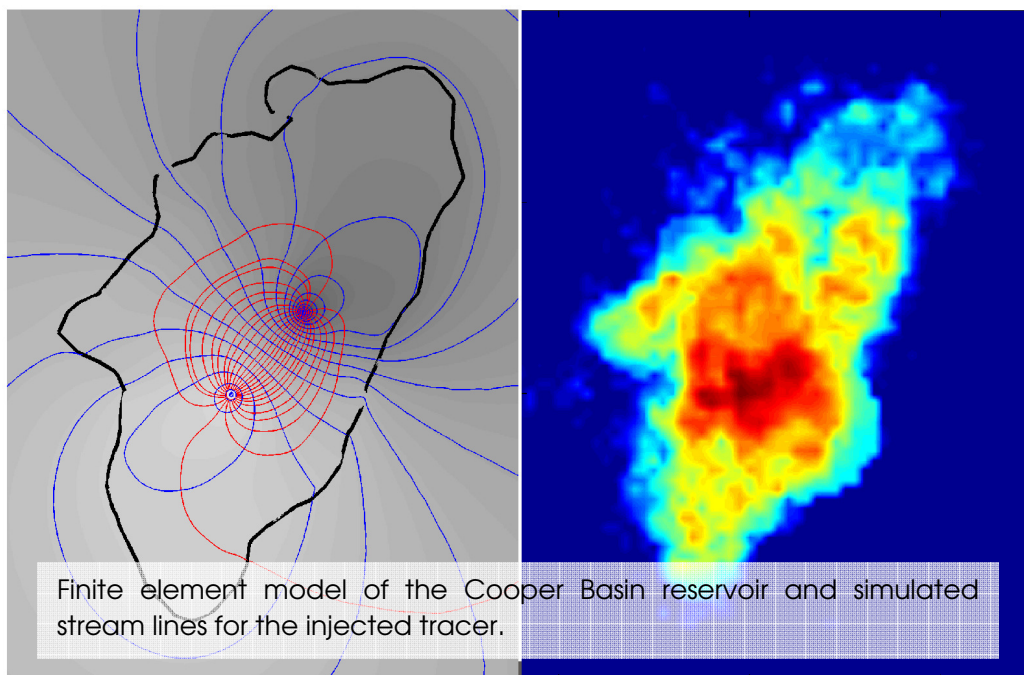 Finite element model of the Cooper Basin reservoir and simulated
stream lines for the injected tracer.